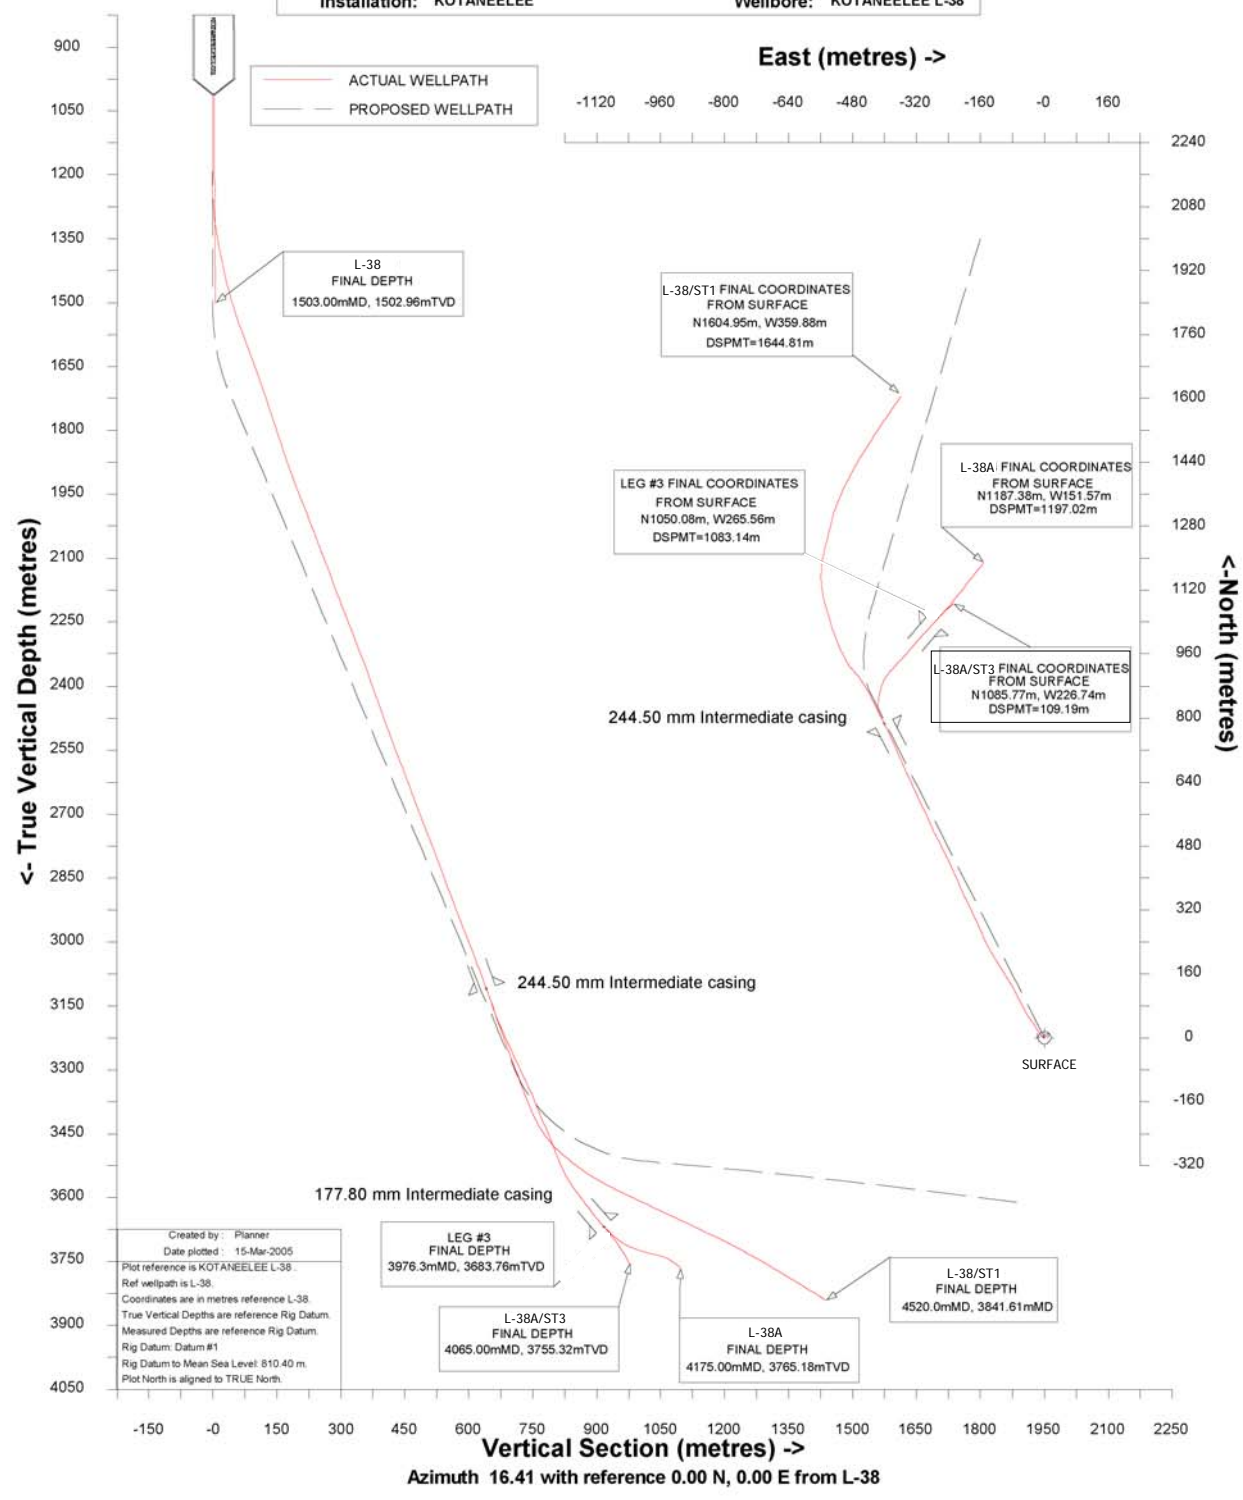 Installation: KOTANEELEE Wellbore: KOTANEELEE L-38
ACTUAL WELLPATH
PROPOSED WELLPATH
East (metres) ->
-1120 -960 -800 -640 -480 -320 -160 -0 160
900
1050
1200
1350
1500
1650
1800
1950
2100
2250
2400
2550
2700
2850
3000
3150
3300
3450
3600
3750
3900
4050
<- True Vertical Depth (metres)
L-38
FINAL DEPTH
1503.00mMD, 1502.96mTVD
L-38/ST1 FINAL COORDINATES
FROM SURFACE
N1604.95m, W359.88m
DSPMT=1644.81m
LEG #3 FINAL COORDINATES
FROM SURFACE
N1050.08m, W265.56m
DSPMT=1083.14m
L-38A FINAL COORDINATES
FROM SURFACE
N1187.38m, W151.57m
DSPMT=1197.02m
L-38A/ST3 FINAL COORDINATES
FROM SURFACE
N1085.77m, W226.74m
DSPMT=109.19m
244.50 mm Intermediate casing
SURFACE
2240
2080
1920
1760
1600
1440
1280
1120
960
800
640
480
320
160
0
-160
-320
<-North (metres)
244.50 mm Intermediate casing
177.80 mm Intermediate casing
LEG #3
FINAL DEPTH
3976.3mMD, 3683.76mTVD
L-38A/ST3
FINAL DEPTH
4065.00mMD, 3755.32mTVD
L-38A
FINAL DEPTH
4175.00mMD, 3765.18mTVD
L-38/ST1
FINAL DEPTH
4520.0mMD, 3841.61mMD
Created by : Planner
Date plotted : 15-Mar-2005
Plot reference is KOTANEELEE L-38 .
Ref wellpath is L-38.
Coordinates are in metres reference L-38.
True Vertical Depths are reference Rig Datum.
Measured Depths are reference Rig Datum.
Rig Datum: Datum #1
Rig Datum to Mean Sea Level: 810.40 m.
Plot North is aligned to TRUE North.
-150 -0 150 300 450 600 750 900 1050 1200 1350 1500 1650 1800 1950 2100 2250
Vertical Section (metres) ->
Azimuth 16.41 with reference 0.00 N, 0.00 E from L-38